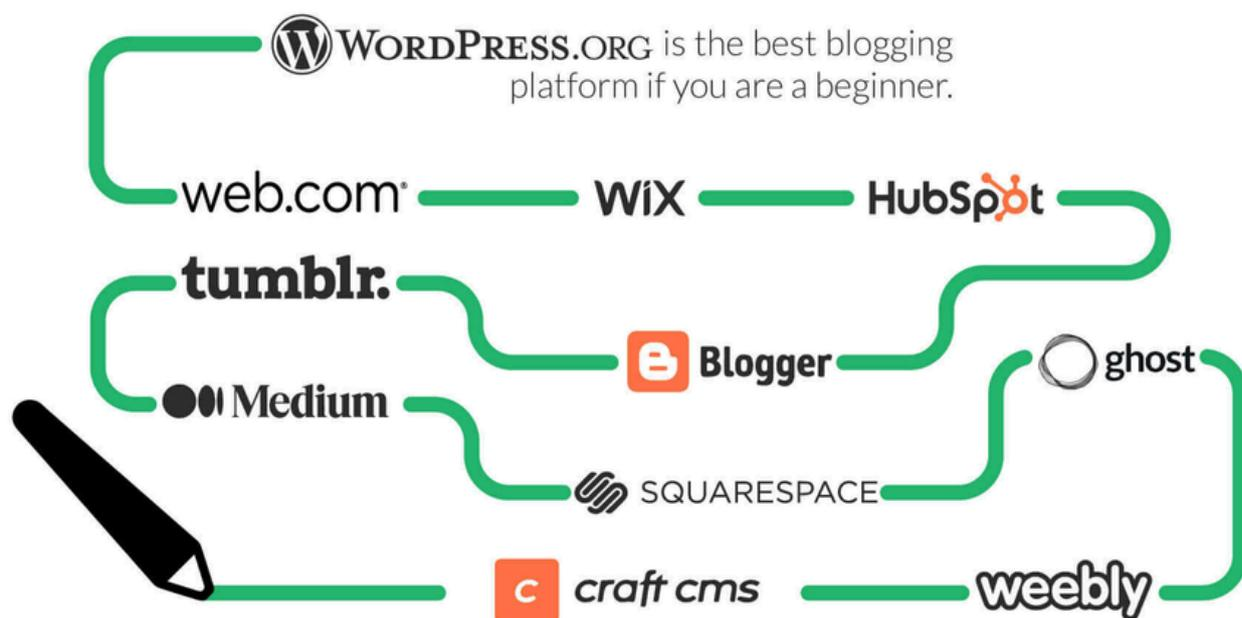 WORDPRESS.ORG is the best blogging
platform if you are a beginner.
web.com®
WiX
HubSpot
tumblr.
Blogger
ghost
Medium
SQUARESPACE
craft cms
weebly